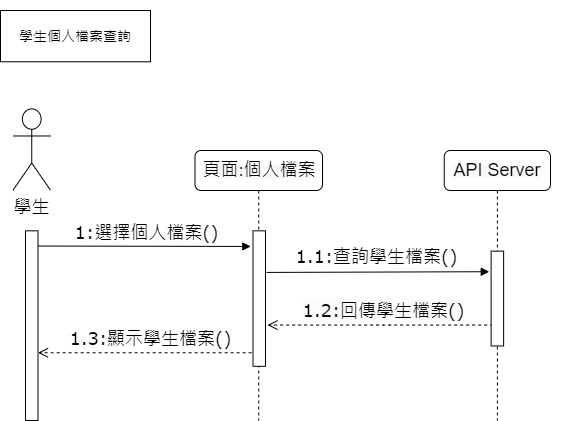 學生個人檔案查詢
學生
頁面:個人檔案
API Server
1:選擇個人檔案()
1.1:查詢學生檔案()
1.2:回傳學生檔案()
1.3:顯示學生檔案()